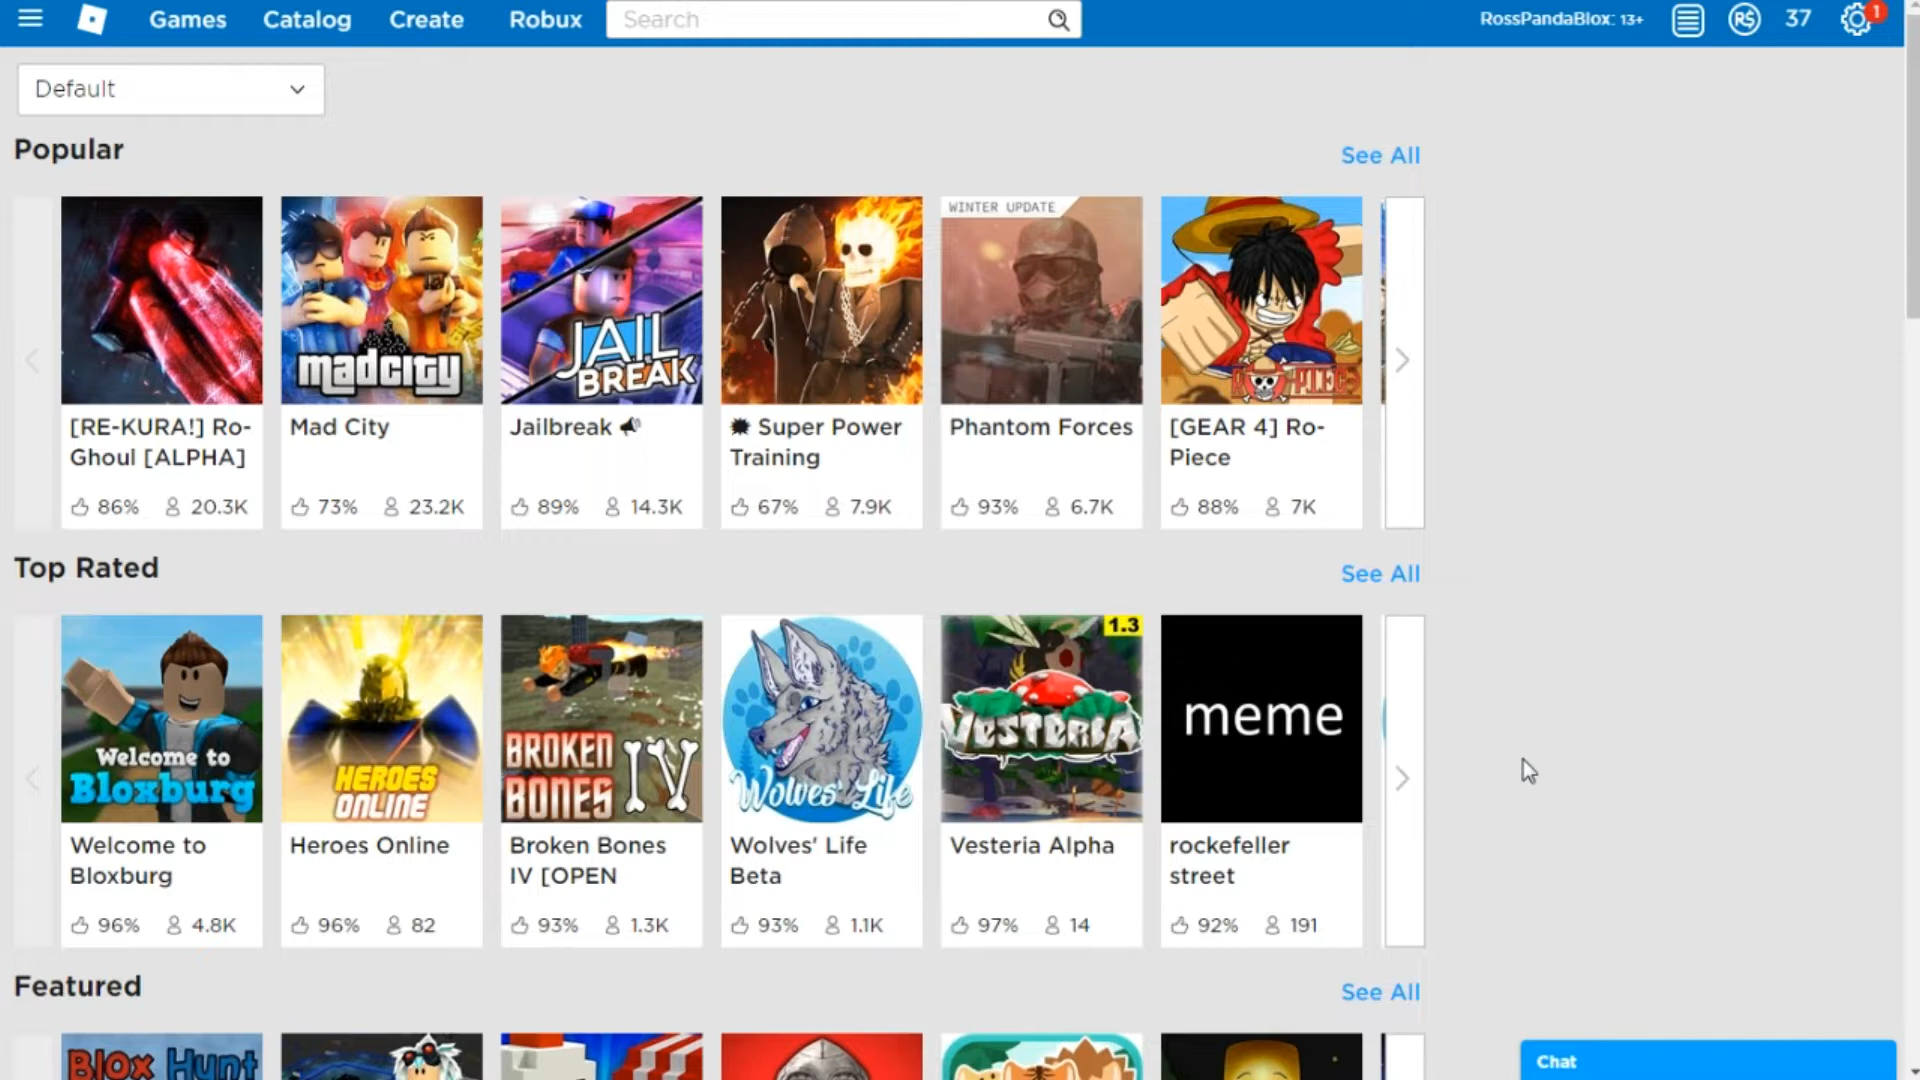 Games Catalog Create Robux Search RossPandaBlox: 13+ R$ 37 1
Default
Popular See All
WINTER UPDATE
madcity
JAIL
BREAK
[RE-KURA!] Ro-
Ghoul [ALPHA]
86% 20.3K
Mad City
73% 23.2K
Jailbreak
89% 14.3K
Super Power
Training
67% 7.9K
Phantom Forces
93% 6.7K
[GEAR 4] Ro-
Piece
88% 7K
Top Rated See All
Welcome to
Bloxburg
HEROES
ONLINE
BROKEN
BONES IV
Wolves' Life
1.3
VESTERIA
meme
Welcome to
Bloxburg
96% 4.8K
Heroes Online
96% 82
Broken Bones
IV [OPEN
93% 1.3K
Wolves' Life
Beta
93% 1.1K
Vesteria Alpha
97% 14
rockefeller
street
92% 191
Featured See All
Blox Hunt
Chat